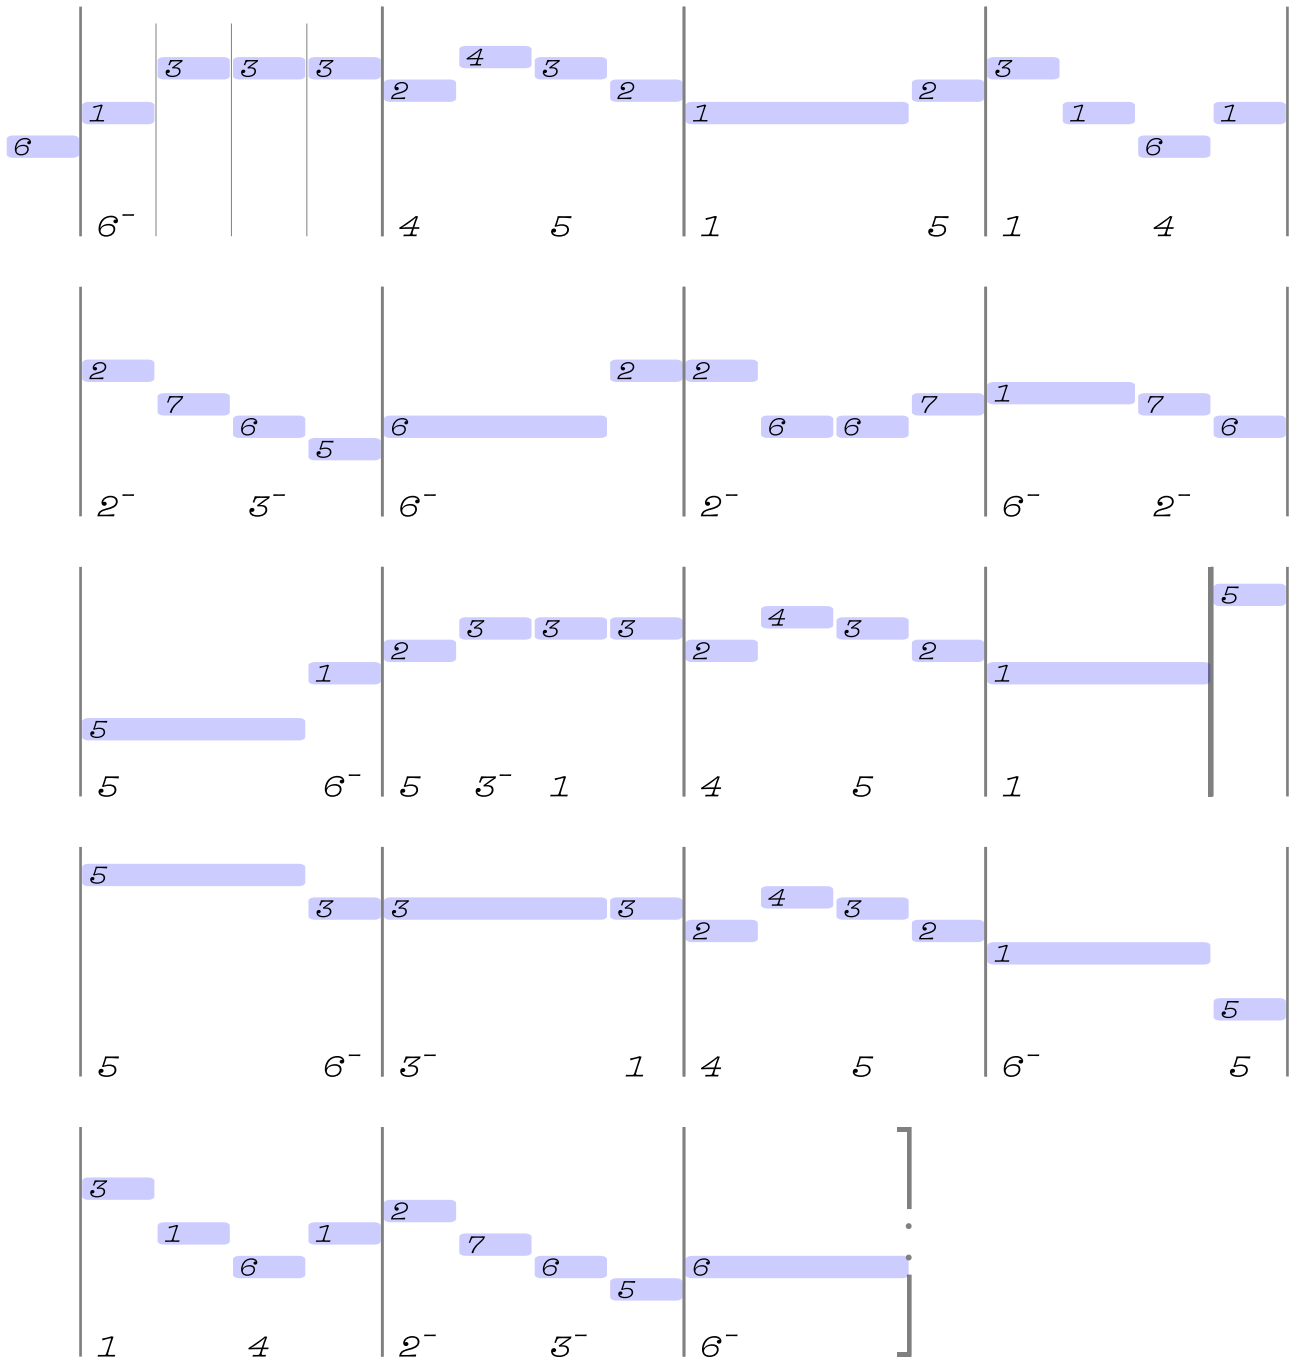 6 1 3 3 3 2 4 3 2 1 2 3 1 6 1
6⁻ 4 5 1 5 1 4
2 7 6 5 6 2 2 6 6 7 1 7 6
2⁻ 3⁻ 6⁻ 2⁻ 6⁻ 2⁻
5 1 2 3 3 3 2 4 3 2 1 5
5 6⁻ 5 3⁻ 1 4 5 1
5 3 3 3 2 4 3 2 1 5
5 6⁻ 3⁻ 1 4 5 6⁻ 5
3 1 6 1 2 7 6 5 6
1 4 2⁻ 3⁻ 6⁻